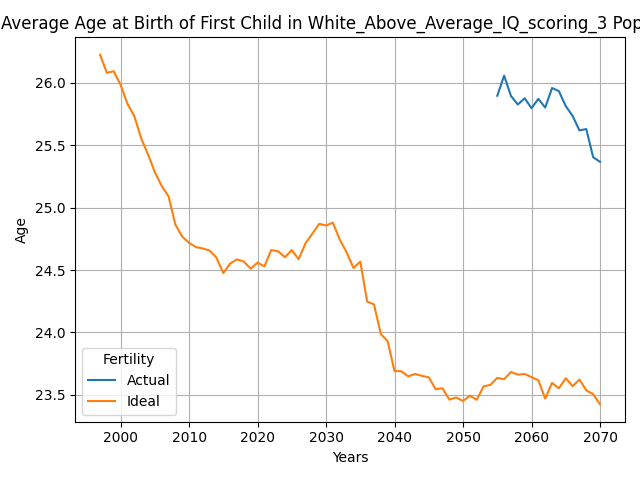 Average Age at Birth of First Child in White_Above_Average_IQ_scoring_3 Pop
26.0
25.5
25.0
24.5
24.0
23.5
Age
Fertility
Actual
Ideal
2000 2010 2020 2030 2040 2050 2060 2070
Years